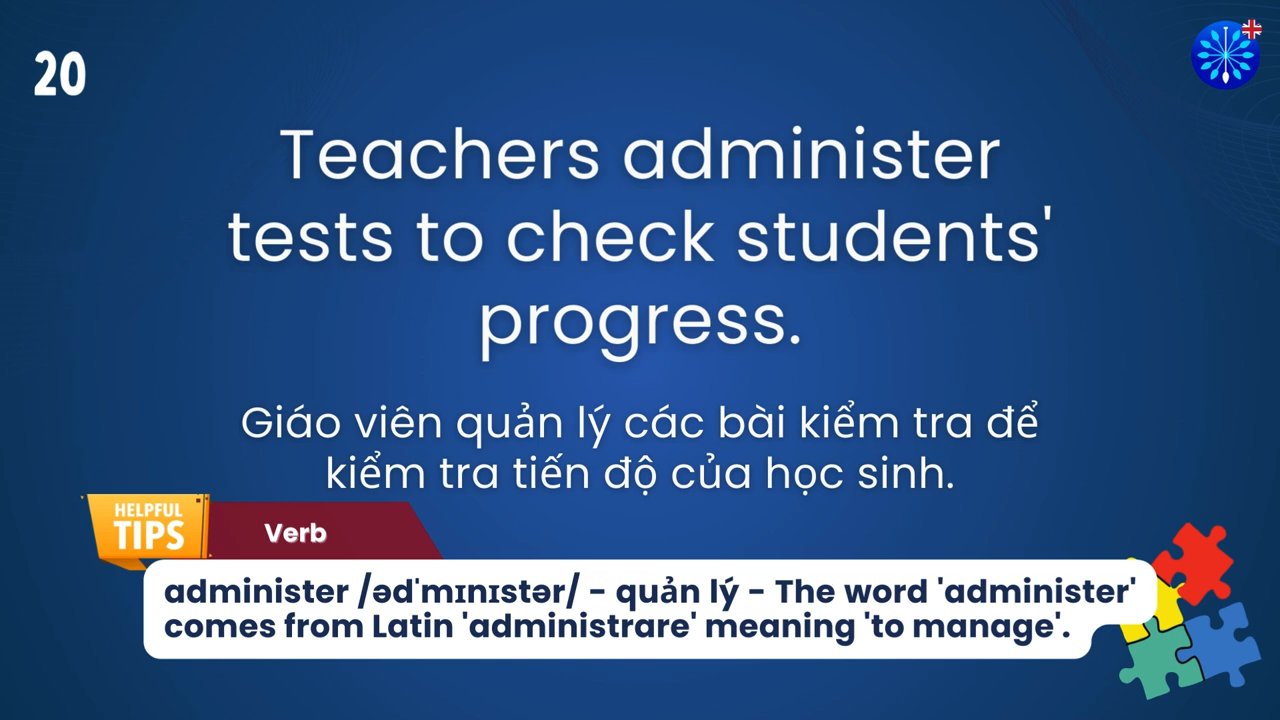 20
Teachers administer
tests to check students'
progress.
Giáo viên quản lý các bài kiểm tra để
kiểm tra tiến độ của học sinh.
HELPFUL
TIPS
Verb
administer /ədˈmɪnɪstər/ - quản lý - The word 'administer'
comes from Latin 'administrare' meaning 'to manage'.